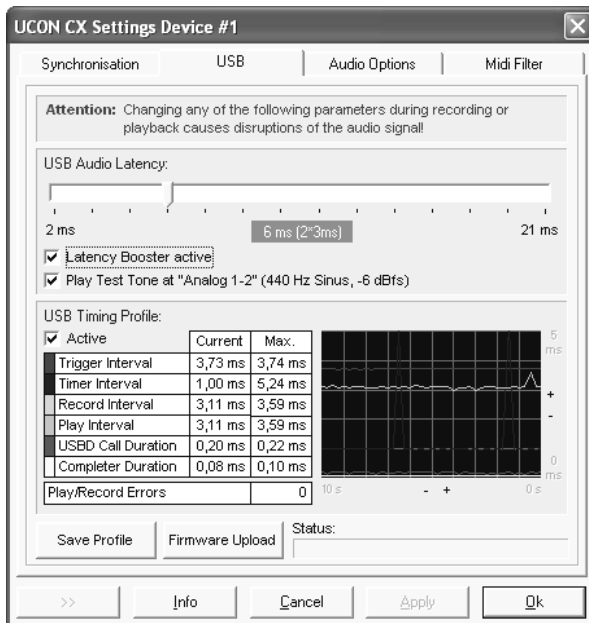 UCON CX Settings Device #1
Synchronisation USB Audio Options Midi Filter
Attention: Changing any of the following parameters during recording or
playback causes disruptions of the audio signal!
USB Audio Latency:
2 ms 6 ms (2*3ms) 21 ms
Latency Booster active
Play Test Tone at "Analog 1-2" (440 Hz Sinus, -6 dBfs)
USB Timing Profile:
Active Current Max.
Trigger Interval 3,73 ms 3,74 ms
Timer Interval 1,00 ms 5,24 ms
Record Interval 3,11 ms 3,59 ms
Play Interval 3,11 ms 3,59 ms
USBD Call Duration 0,20 ms 0,22 ms
Completer Duration 0,08 ms 0,10 ms
Play/Record Errors 0
5
ms
+
-
0
ms
10 s - + 0 s
Save Profile Firmware Upload Status:
>> Info Cancel Apply Ok